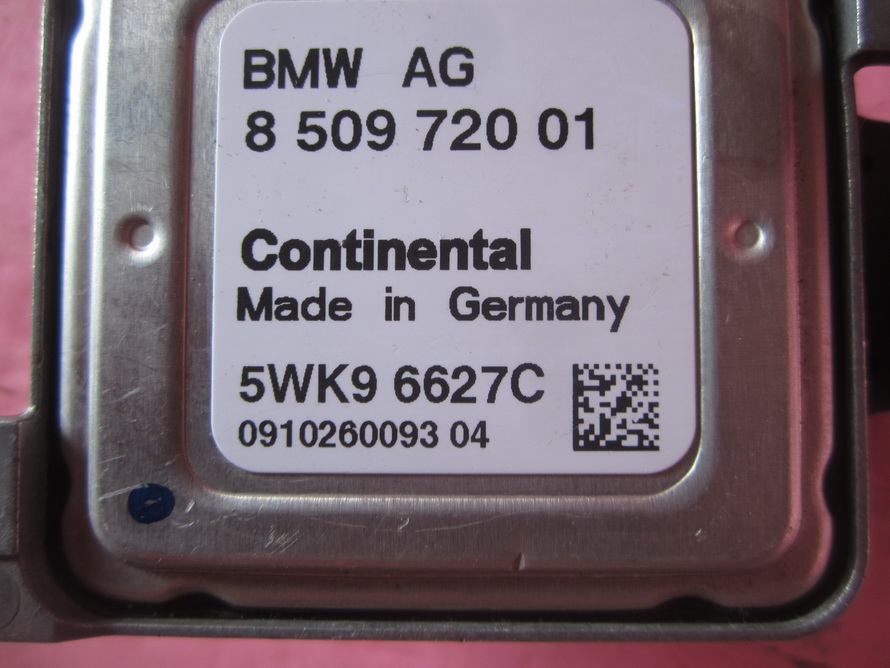 BMW AG
8 509 720 01
Continental
Made in Germany
5WK9 6627C
0910260093 04